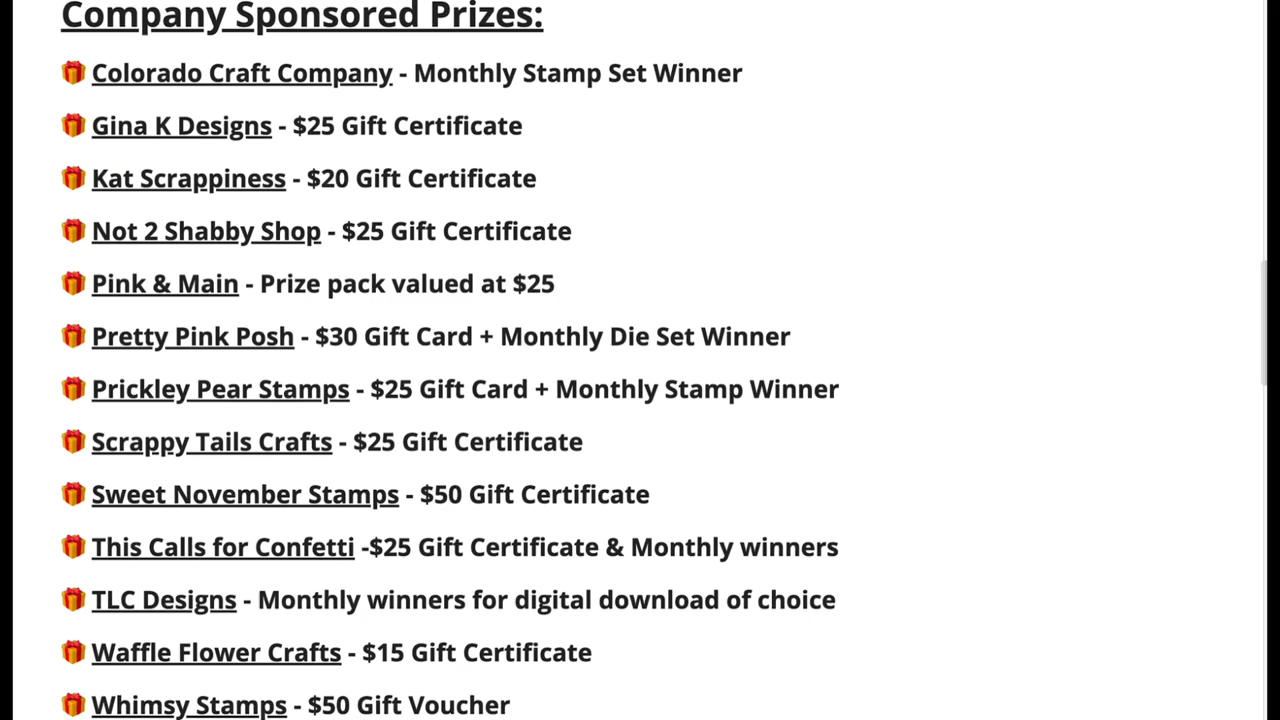 Company Sponsored Prizes:
Colorado Craft Company - Monthly Stamp Set Winner
Gina K Designs - $25 Gift Certificate
Kat Scrappiness - $20 Gift Certificate
Not 2 Shabby Shop - $25 Gift Certificate
Pink & Main - Prize pack valued at $25
Pretty Pink Posh - $30 Gift Card + Monthly Die Set Winner
Prickley Pear Stamps - $25 Gift Card + Monthly Stamp Winner
Scrappy Tails Crafts - $25 Gift Certificate
Sweet November Stamps - $50 Gift Certificate
This Calls for Confetti -$25 Gift Certificate & Monthly winners
TLC Designs - Monthly winners for digital download of choice
Waffle Flower Crafts - $15 Gift Certificate
Whimsy Stamps - $50 Gift Voucher